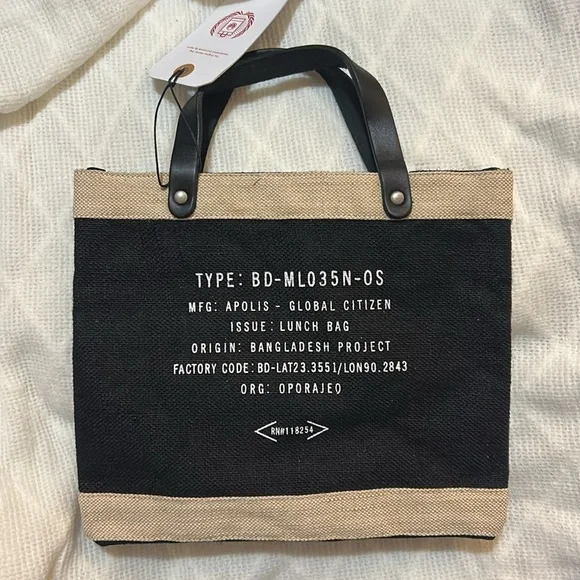 TYPE: BD-ML035N-OS
MFG: APOLIS - GLOBAL CITIZEN
ISSUE: LUNCH BAG
ORIGIN: BANGLADESH PROJECT
FACTORY CODE: BD-LAT23.3551/LON90.2843
ORG: OPORAJEO
RN#118254